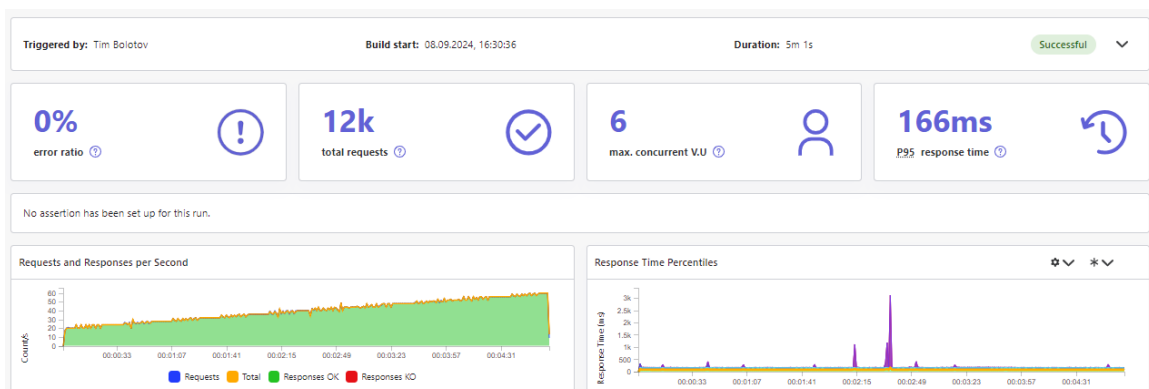 Triggered by: Tim Bolotov Build start: 08.09.2024, 16:30:36 Duration: 5m 1s Successful
0%
error ratio ?
12k
total requests ?
6
max. concurrent V.U ?
166ms
P95 response time ?
No assertion has been set up for this run.
Requests and Responses per Second
Count/s
60
50
40
30
20
10
0
00:00:33 00:01:07 00:01:41 00:02:15 00:02:49 00:03:23 00:03:57 00:04:31
Requests Total Responses OK Responses KO
Response Time Percentiles
Response Time (ms)
3k
2.5k
2k
1.5k
1k
500
0
00:00:33 00:01:07 00:01:41 00:02:15 00:02:49 00:03:23 00:03:57 00:04:31